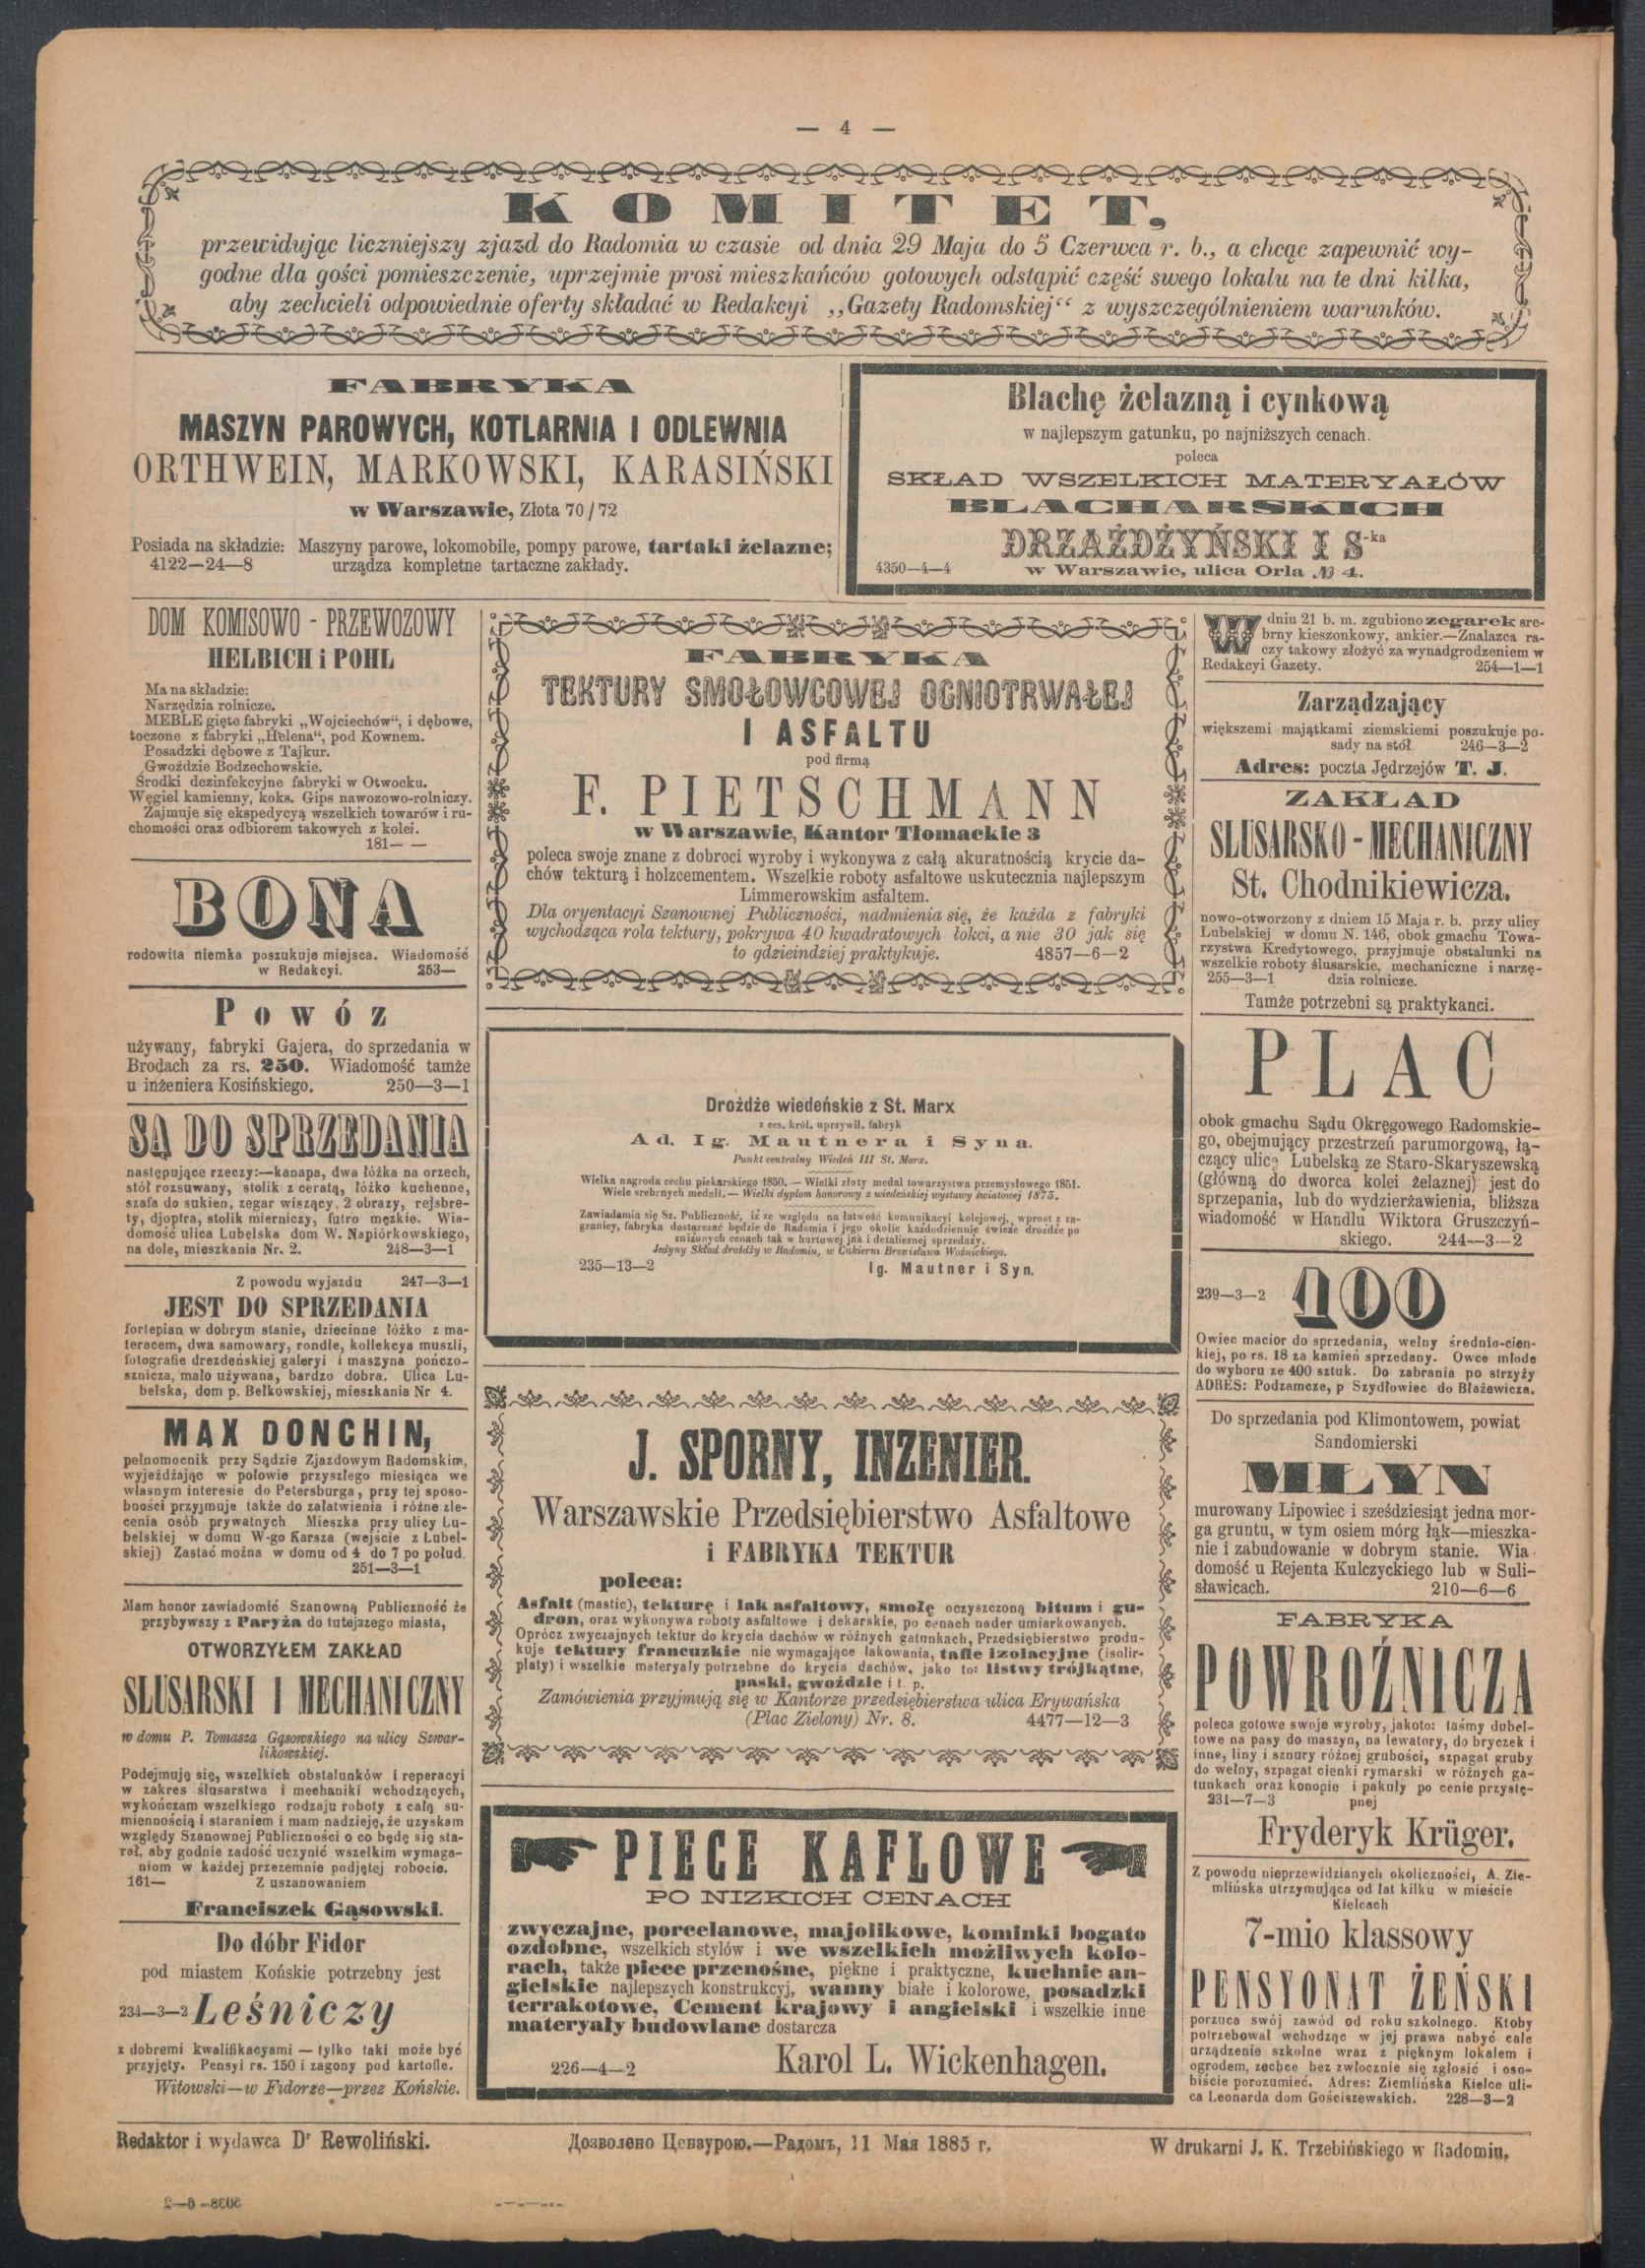 — 4 —
KOMITET,
przewidując liczniejszy zjazd do Radomia w czasie od dnia 29 Maja do 5 Czerwca r. b., a chcąc zapewnić wy-
godne dla gości pomieszczenie, uprzejmie prosi mieszkańców gotowych odstąpić część swego lokalu na te dni kilka,
aby zechcieli odpowiednie oferty składać w Redakcyi „Gazety Radomskiej“ z wyszczególnieniem warunków.
FABRYKA
MASZYN PAROWYCH, KOTLARNIA I ODLEWNIA
ORTHWEIN, MARKOWSKI, KARASIŃSKI
w Warszawie, Złota 70/72
Posiada na składzie: Maszyny parowe, lokomobile, pompy parowe, tartaki żelazne;
4122—24—8 urządza kompletne tartaczne zakłady.
Blachę żelazną i cynkową
w najlepszym gatunku, po najniższych cenach.
poleca
SKŁAD WSZELKICH MATERYAŁÓW
BLACHARSKICH
DRZAŻDŻYŃSKI I S-ka
4350—4—4 w Warszawie, ulica Orla № 4.
DOM KOMISOWO - PRZEWOZOWY
HELBICH i POHL
Ma na składzie:
Narzędzia rolnicze.
MEBLE gięte fabryki „Wojciechów“, i dębowe,
toczone z fabryki „Helena“, pod Kownem.
Posadzki dębowe z Tajkur.
Gwoździe Bodzechowskie.
Środki dezinfekcyjne fabryki w Otwocku.
Węgiel kamienny, koks. Gips nawozowo-rolniczy.
Zajmuje się ekspedycyą wszelkich towarów i ru-
chomości oraz odbiorem takowych z kolei.
181— —
BONA
rodowita niemka poszukuje miejsca. Wiadomość
w Redakcyi. 253—
Powóz
używany, fabryki Gajera, do sprzedania w
Brodach za rs. 250. Wiadomość tamże
u inżeniera Kosińskiego. 250—3—1
SĄ DO SPRZEDANIA
następujące rzeczy:—kanapa, dwa łóżka na orzech,
stół rozsuwany, stolik z ceratą, łóżko kuchenne,
szafa do sukien, zegar wiszący, 2 obrazy, rejsbre-
ty, djoptra, stolik mierniczy, futro męzkie. Wia-
domość ulica Lubelska dom W. Napiórkowskiego,
na dole, mieszkania Nr. 2. 248—3—1
Z powodu wyjazdu 247—3—1
JEST DO SPRZEDANIA
fortepian w dobrym stanie, dziecinne łóżko z ma-
teracem, dwa samowary, rondle, kollekcya muszli,
fotografie drezdeńskiej galeryi i maszyna pończo-
sznicza, mało używana, bardzo dobra. Ulica Lu-
belska, dom p. Bełkowskiej, mieszkania Nr 4.
MAX DONCHIN,
pełnomocnik przy Sądzie Zjazdowym Radomskim,
wyjeżdżając w połowie przyszłego miesiąca we
własnym interesie do Petersburga, przy tej sposo-
bności przyjmuje także do załatwienia i różne zle-
cenia osób prywatnych Mieszka przy ulicy Lu-
belskiej w domu W-go Karsza (wejście z Lubel-
skiej) Zastać można w domu od 4 do 7 po połud.
251—3—1
Mam honor zawiadomić Szanowną Publiczność że
przybywszy z Paryża do tutejszego miasta,
OTWORZYŁEM ZAKŁAD
SLUSARSKI I MECHANICZNY
w domu P. Tomasza Gąsowskiego na ulicy Szwar-
likowskiej.
Podejmuję się, wszelkich obstalunków i reperacyi
w zakres ślusarstwa i mechaniki wchodzących,
wykończam wszelkiego rodzaju roboty z całą su-
miennością i staraniem i mam nadzieję, że uzyskam
względy Szanownej Publiczności o co będę się sta-
rał, aby godnie zadość uczynić wszelkim wymaga-
niom w każdej przezemnie podjętej robocie.
161— Z uszanowaniem
Franciszek Gąsowski.
Do dóbr Fidor
pod miastem Końskie potrzebny jest
234—3—2 Leśniczy
z dobremi kwalifikacyami — tylko taki może być
przyjęty. Pensyi rs. 150 i zagony pod kartofle.
Witowski—w Fidorze—przez Końskie.
FABRYKA
TEKTURY SMOŁOWCOWEJ OGNIOTRWAŁEJ
I ASFALTU
pod firmą
F. PIETSCHMANN
w Warszawie, Kantor Tłomackie 3
poleca swoje znane z dobroci wyroby i wykonywa z całą akuratnością krycie da-
chów tekturą i holzcementem. Wszelkie roboty asfaltowe uskutecznia najlepszym
Limmerowskim asfaltem.
Dla oryentacyi Szanownej Publiczności, nadmienia się, że każda z fabryki
wychodząca rola tektury, pokrywa 40 kwadratowych łokci, a nie 30 jak się
to gdzieindziej praktykuje. 4857—6—2
Drożdże wiedeńskie z St. Marx
z ces. król. uprzywil. fabryk
Ad. Ig. Mautnera i Syna.
Punkt centralny Wiedeń III St. Marx.
Wielka nagroda cechu piekarskiego 1850. — Wielki złoty medal towarzystwa przemysłowego 1851.
Wiele srebrnych medali. — Wielki dyplom honorowy z wiedeńskiej wystawy światowej 1873.
Zawiadamia się Sz. Publiczność, iż ze względu na łatwość komunikacyi kolejowej, wprost z za-
granicy, fabryka dostarczać będzie do Radomia i jego okolic każdodziennie świeże drożdże po
zniżonych cenach tak w hurtowej jak i detalicznej sprzedaży.
Jedyny Skład drożdży w Radomiu, w Cukierni Bronisława Woźnickiego.
235—13—2 Ig. Mautner i Syn.
J. SPORNY, INZENIER.
Warszawskie Przedsiębierstwo Asfaltowe
i FABRYKA TEKTUR
poleca:
Asfalt (mastic), tekturę i lak asfaltowy, smołę oczyszczoną bitum i gu-
dron, oraz wykonywa roboty asfaltowe i dekarskie, po cenach nader umiarkowanych.
Oprócz zwyczajnych tektur do krycia dachów w różnych gatunkach, Przedsiębierstwo produ-
kuje tektury francuzkie nie wymagające lakowania, tafle izolacyjne (isolir-
platy) i wszelkie materyały potrzebne do krycia dachów, jako to: listwy trójkątne,
paski, gwoździe i t. p.
Zamówienia przyjmują się w Kantorze przedsiębierstwa ulica Erywańska
(Plac Zielony) Nr. 8. 4477—12—3
PIECE KAFLOWE
PO NIZKICH CENACH
zwyczajne, porcelanowe, majolikowe, kominki bogato
ozdobne, wszelkich stylów i we wszelkich możliwych kolo-
rach, także piece przenośne, piękne i praktyczne, kuchnie an-
gielskie najlepszych konstrukcyj, wanny białe i kolorowe, posadzki
terrakotowe, Cement krajowy i angielski i wszelkie inne
materyały budowlane dostarcza
226—4—2 Karol L. Wickenhagen.
W dniu 21 b. m. zgubiono zegarek sre-
brny kieszonkowy, ankier.—Znalazca ra-
czy takowy złożyć za wynadgrodzeniem w
Redakcyi Gazety. 254—1—1
Zarządzający
większemi majątkami ziemskiemi poszukuje po-
sady na stół 246—3—2
Adres: poczta Jędrzejów T. J.
ZAKŁAD
SLUSARSKO - MECHANICZNY
St. Chodnikiewicza.
nowo-otworzony z dniem 15 Maja r. b. przy ulicy
Lubelskiej w domu N. 146, obok gmachu Towa-
rzystwa Kredytowego, przyjmuje obstalunki na
wszelkie roboty ślusarskie, mechaniczne i narzę-
255—3—1 dzia rolnicze.
Tamże potrzebni są praktykanci.
PLAC
obok gmachu Sądu Okręgowego Radomskie-
go, obejmujący przestrzeń parumorgową, łą-
czący ulicę Lubelską ze Staro-Skaryszewską
(główną do dworca kolei żelaznej) jest do
sprzepania, lub do wydzierżawienia, bliższa
wiadomość w Handlu Wiktora Gruszczyń-
skiego. 244—3—2
239—3—2 100
Owiec macior do sprzedania, wełny średnio-cien-
kiej, po rs. 18 za kamień sprzedany. Owce młode
do wyboru ze 400 sztuk. Do zabrania po strzyży
ADRES: Podzamcze, p Szydłowiec do Błażewicza.
Do sprzedania pod Klimontowem, powiat
Sandomierski
MŁYN
murowany Lipowiec i sześdziesiąt jedna mor-
ga gruntu, w tym osiem mórg łąk—mieszka-
nie i zabudowanie w dobrym stanie. Wia-
domość u Rejenta Kulczyckiego lub w Suli-
sławicach. 210—6—6
FABRYKA
POWROŹNICZA
poleca gotowe swoje wyroby, jakoto: taśmy dubel-
towe na pasy do maszyn, na lewatory, do bryczek i
inne, liny i sznury różnej grubości, szpagat gruby
do wełny, szpagat cienki rymarski w różnych ga-
tunkach oraz konopie i pakuły po cenie przystę-
231—7—3 pnej
Fryderyk Krüger.
Z powodu nieprzewidzianych okoliczności, A. Zie-
mlińska utrzymująca od lat kilku w mieście
Kielcach
7-mio klassowy
PENSYONAT ŻEŃSKI
porzuca swój zawód od roku szkolnego. Ktoby
potrzebował wchodząc w jej prawa nabyć całe
urządzenie szkolne wraz z pięknym lokalem i
ogrodem, zechce bez zwłocznie się zgłosić i oso-
biście porozumieć. Adres: Ziemlińska Kielce uli-
ca Leonarda dom Gościszewskich. 228—3—2
Redaktor i wydawca Dr Rewoliński.
Дозволено Цензурою.—Радомъ, 11 Мая 1885 г.
W drukarni J. K. Trzebińskiego w Radomiu.